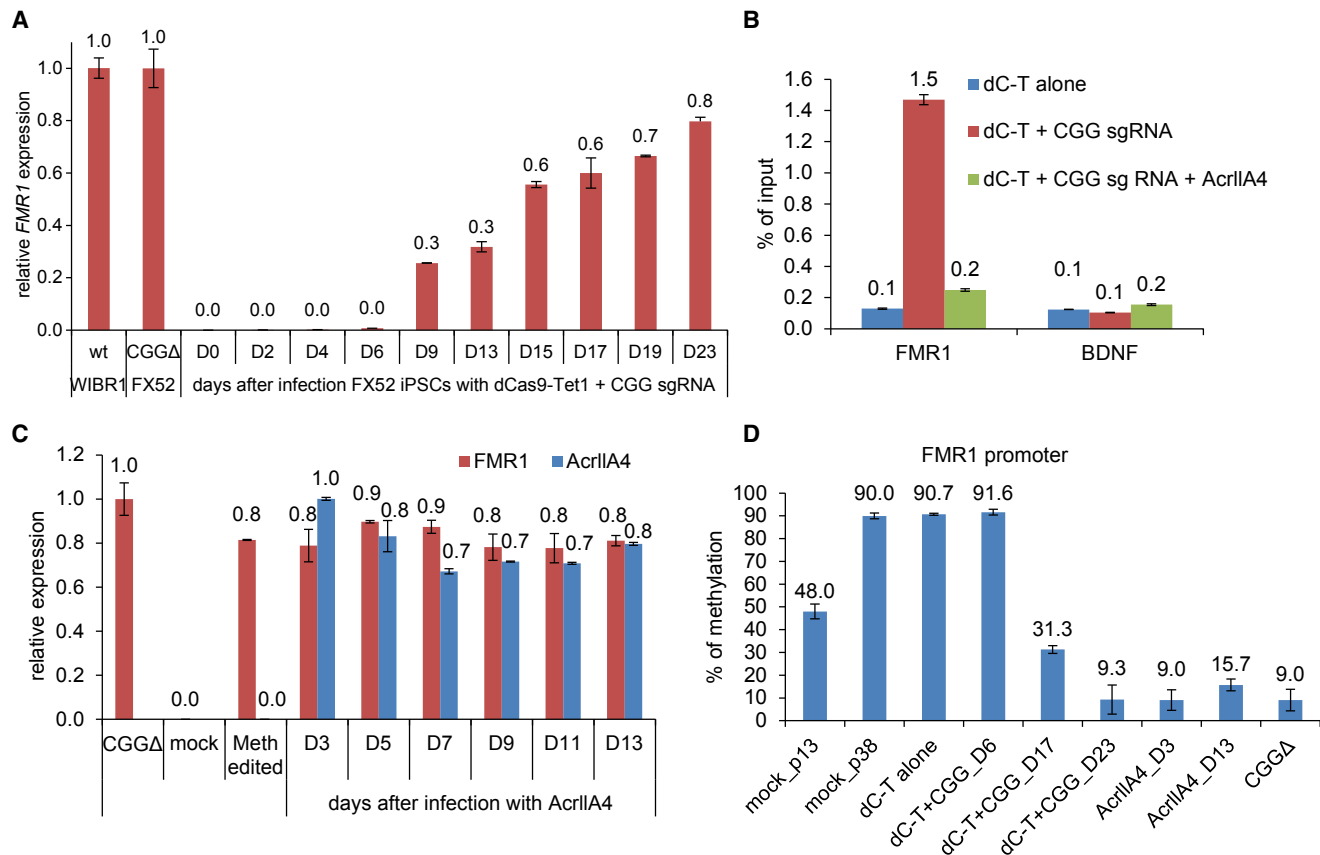 A
relative FMR1 expression
1.0
0.8
0.6
0.4
0.2
0.0
1.0 1.0 0.0 0.0 0.0 0.0 0.3 0.3 0.6 0.6 0.7 0.8
wt CGGΔ D0 D2 D4 D6 D9 D13 D15 D17 D19 D23
WIBR1 FX52 days after infection FX52 iPSCs with dCas9-Tet1 + CGG sgRNA
B
% of input
1.6
1.4
1.2
1.0
0.8
0.6
0.4
0.2
0.0
dC-T alone
dC-T + CGG sgRNA
dC-T + CGG sg RNA + AcrIIA4
0.1 1.5 0.2 0.1 0.1 0.2
FMR1 BDNF
C
relative expression
1.2
1.0
0.8
0.6
0.4
0.2
0.0
FMR1 AcrIIA4
1.0 0.0 0.8 0.0 0.8 1.0 0.9 0.8 0.9 0.7 0.8 0.7 0.8 0.7 0.8 0.8
CGGΔ mock Meth D3 D5 D7 D9 D11 D13
edited
days after infection with AcrIIA4
D
FMR1 promoter
% of methylation
100
90
80
70
60
50
40
30
20
10
0
48.0 90.0 90.7 91.6 31.3 9.3 9.0 15.7 9.0
mock_p13
mock_p38
dC-T alone
dC-T+CGG_D6
dC-T+CGG_D17
dC-T+CGG_D23
AcrIIA4_D3
AcrIIA4_D13
CGGΔ